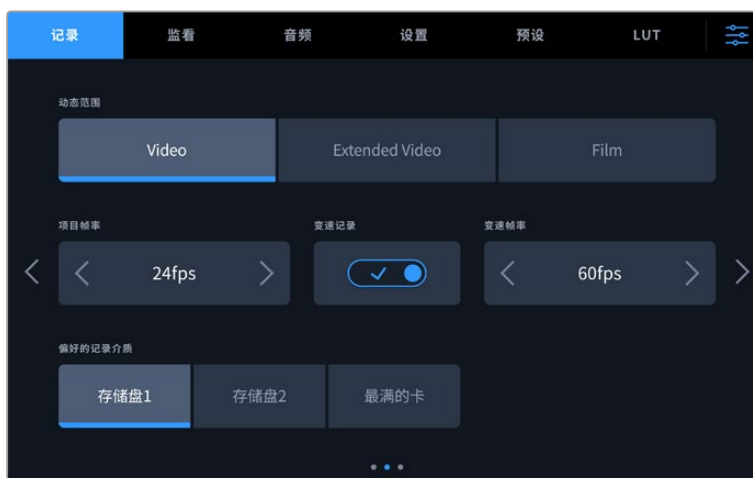 记录 监看 音频 设置 预设 LUT
动态范围
Video Extended Video Film
项目帧率 变速记录 变速帧率
24fps 60fps
偏好的记录介质
存储盘1 存储盘2 最满的卡